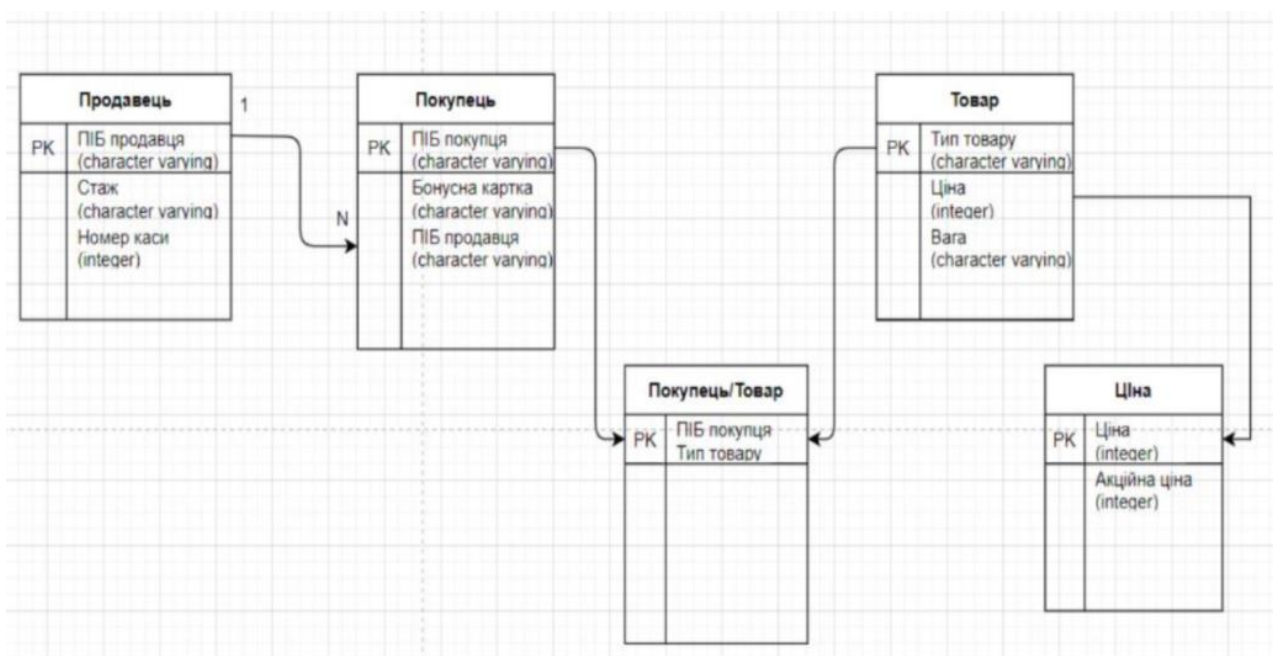 Продавець
1
PK
ПІБ продавця
(character varying)
Стаж
(character varying)
Номер каси
(integer)
N
Покупець
PK
ПІБ покупця
(character varying)
Бонусна картка
(character varying)
ПІБ продавця
(character varying)
Товар
PK
Тип товару
(character varying)
Ціна
(integer)
Вага
(character varying)
Покупець/Товар
PK
ПІБ покупця
Тип товару
ЦІна
PK
Ціна
(integer)
Акційна ціна
(integer)